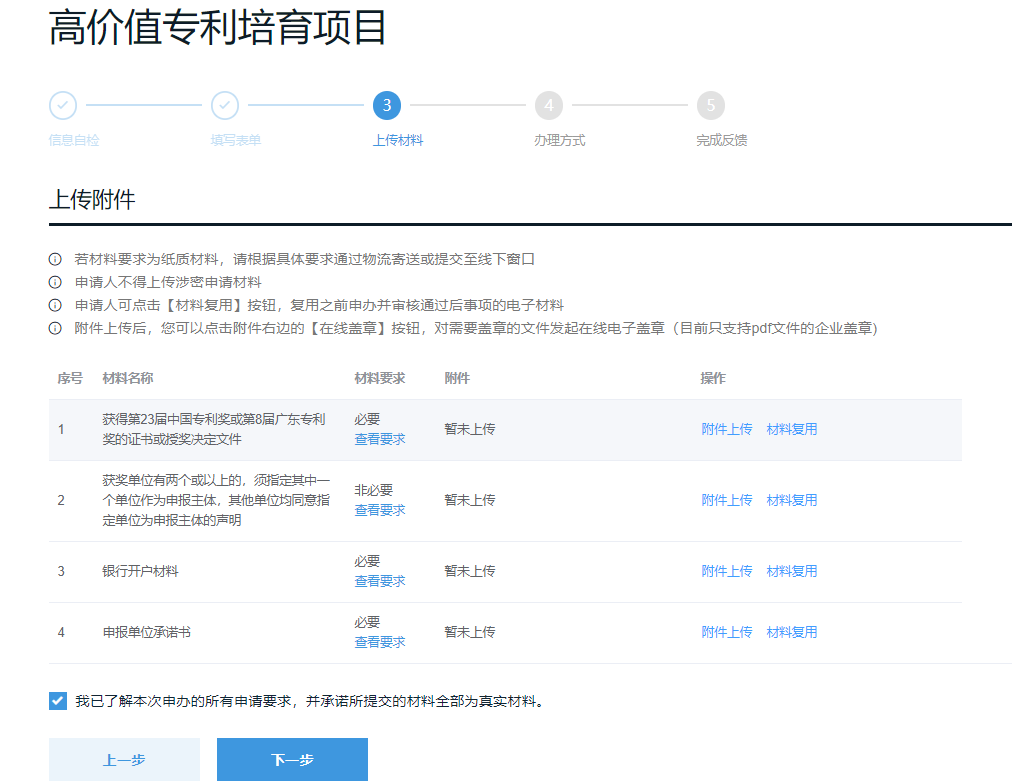 高价值专利培育项目
3 4 5
信息自检 填写表单 上传材料 办理方式 完成反馈
上传附件
若材料要求为纸质材料，请根据具体要求通过物流寄送或提交至线下窗口
申请人不得上传涉密申请材料
申请人可点击【材料复用】按钮，复用之前申办并审核通过后事项的电子材料
附件上传后，您可以点击附件右边的【在线盖章】按钮，对需要盖章的文件发起在线电子盖章（目前只支持pdf文件的企业盖章）
序号 材料名称 材料要求 附件 操作
获得第23届中国专利奖或第8届广东专利 必要
1 暂未上传 附件上传 材料复用
奖的证书或授奖决定文件 查看要求
获奖单位有两个或以上的，须指定其中一
非必要
2 个单位作为申报主体，其他单位均同意指 暂未上传 附件上传 材料复用
查看要求
定单位为申报主体的声明
必要
3 银行开户材料 暂未上传 附件上传 材料复用
查看要求
必要
4 申报单位承诺书 暂未上传 附件上传 材料复用
查看要求
我已了解本次申办的所有申请要求，并承诺所提交的材料全部为真实材料。
上一步 下一步